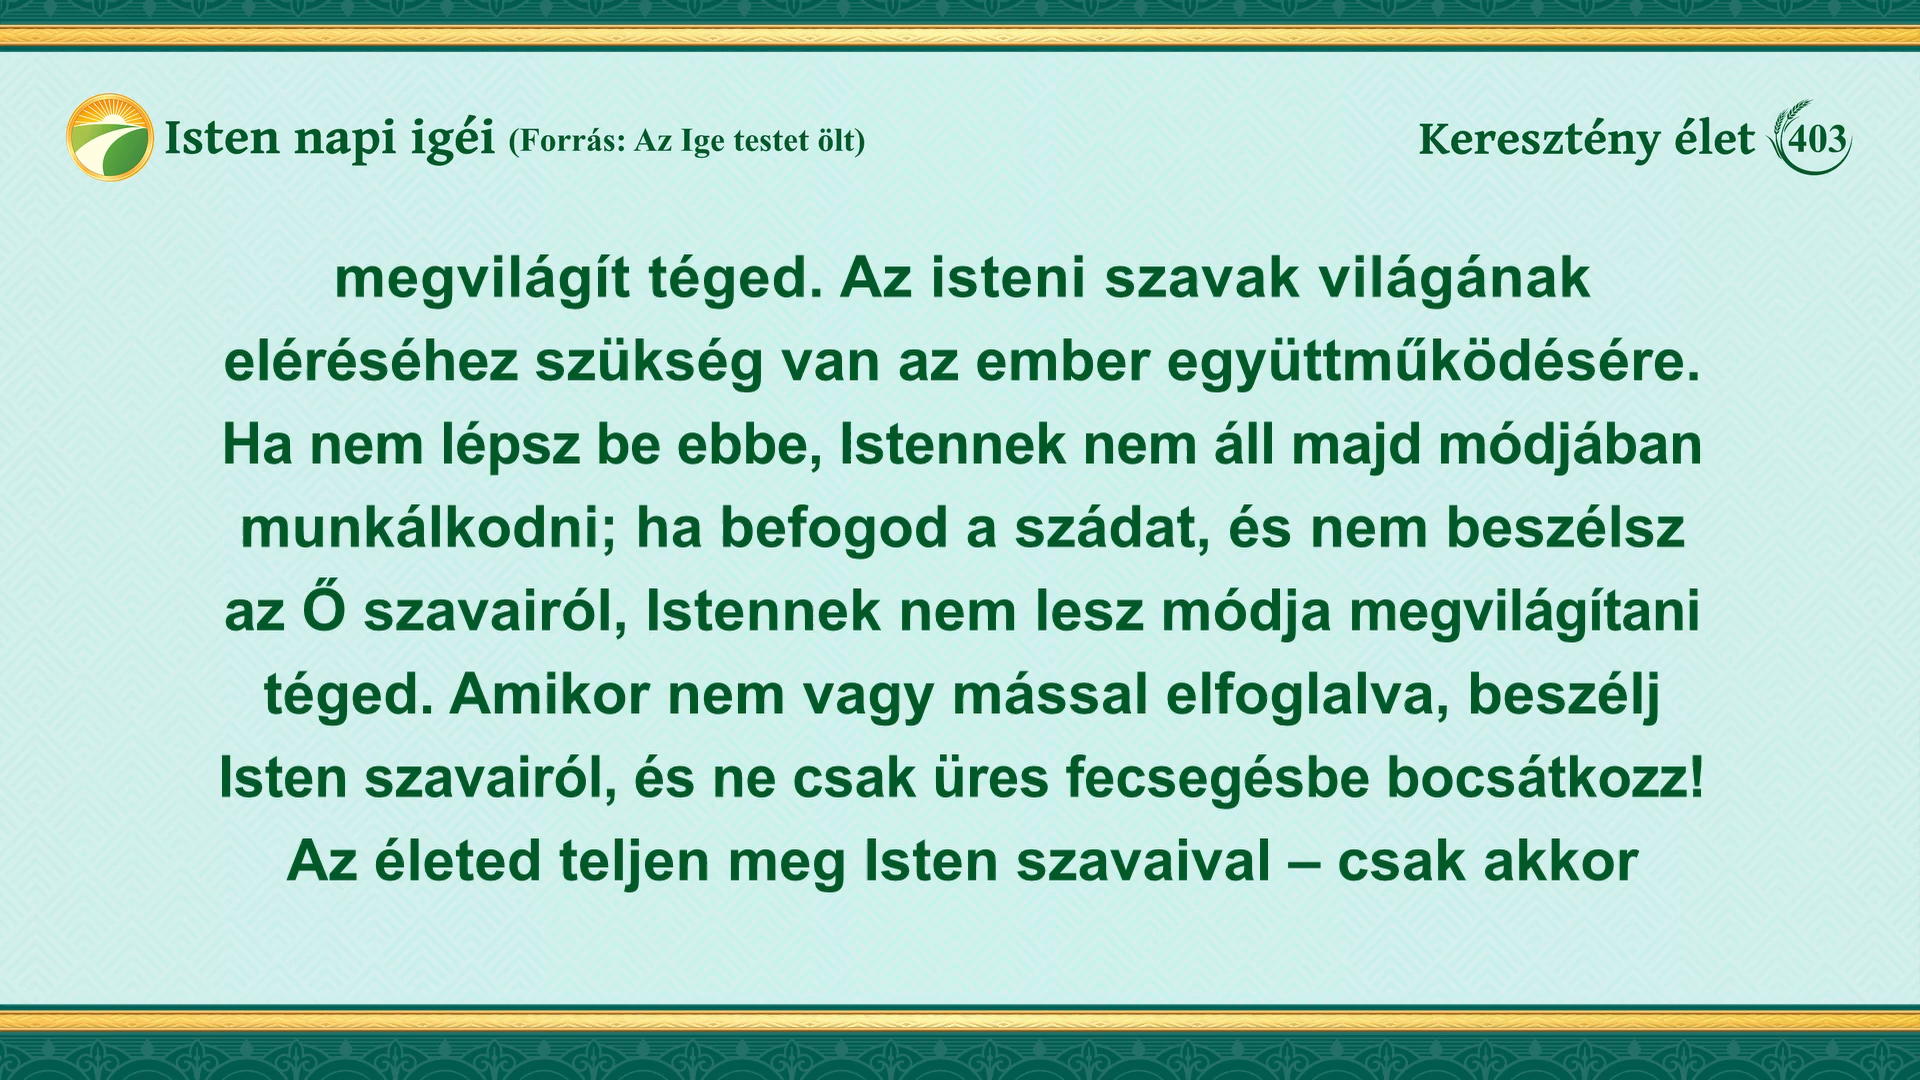 Isten napi igéi (Forrás: Az Ige testet ölt)
Keresztény élet 403
megvilágít téged. Az isteni szavak világának
eléréséhez szükség van az ember együttműködésére.
Ha nem lépsz be ebbe, Istennek nem áll majd módjában
munkálkodni; ha befogod a szádat, és nem beszélsz
az Ő szavairól, Istennek nem lesz módja megvilágítani
téged. Amikor nem vagy mással elfoglalva, beszélj
Isten szavairól, és ne csak üres fecsegésbe bocsátkozz!
Az életed teljen meg Isten szavaival – csak akkor